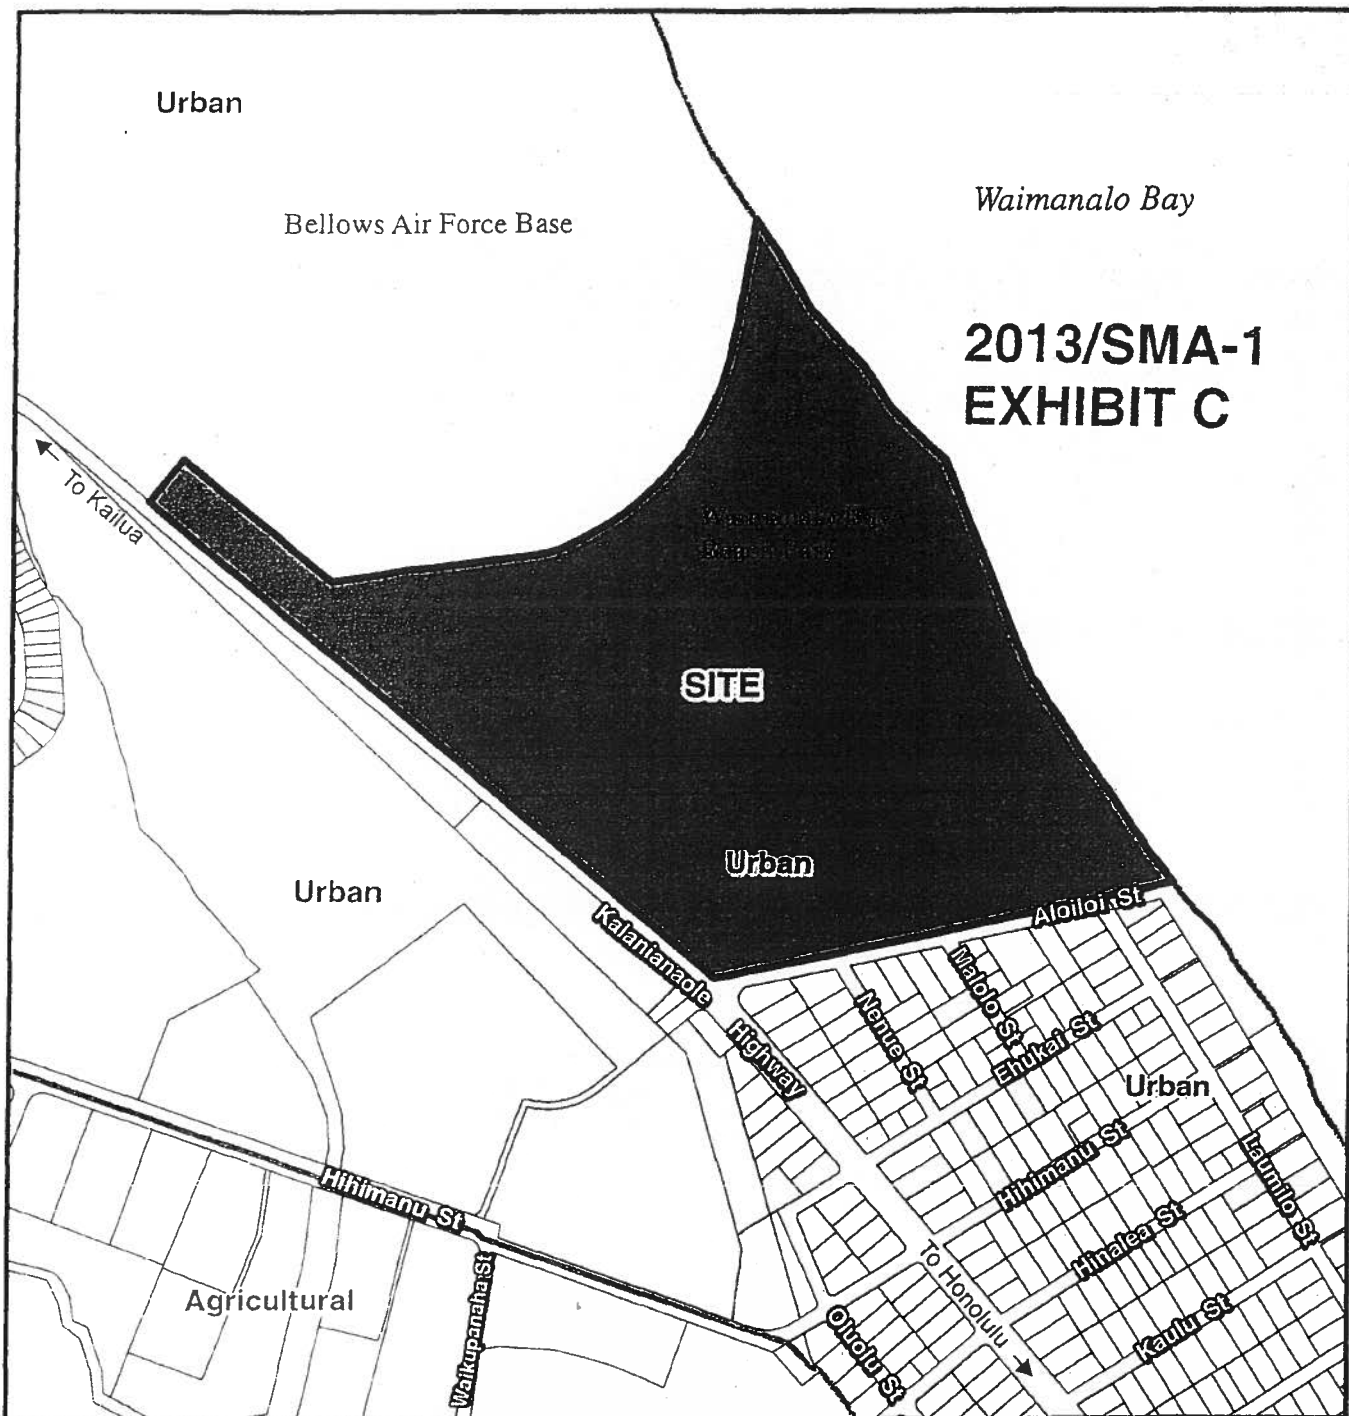 Urban
Bellows Air Force Base
Waimanalo Bay
2013/SMA-1
EXHIBIT C
To Kailua
Beach Park
SITE
Urban
Urban
Aloiloi St
Kalanianaole
Highway
Nenue St
Malolo St
Ehukai St
Urban
Hihimanu St
Laumilo St
Hihimanu St
Hinalea St
To Honolulu
Agricultural
Waikupanaha St
Oluolu St
Kaulu St